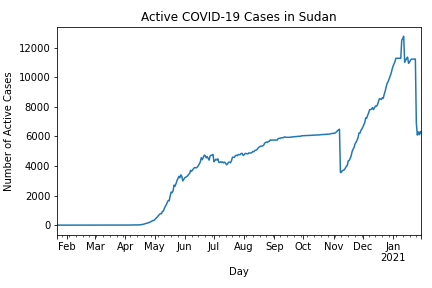 Active COVID-19 Cases in Sudan
Number of Active Cases
12000
10000
8000
6000
4000
2000
0
Feb Mar Apr May Jun Jul Aug Sep Oct Nov Dec Jan
2021
Day